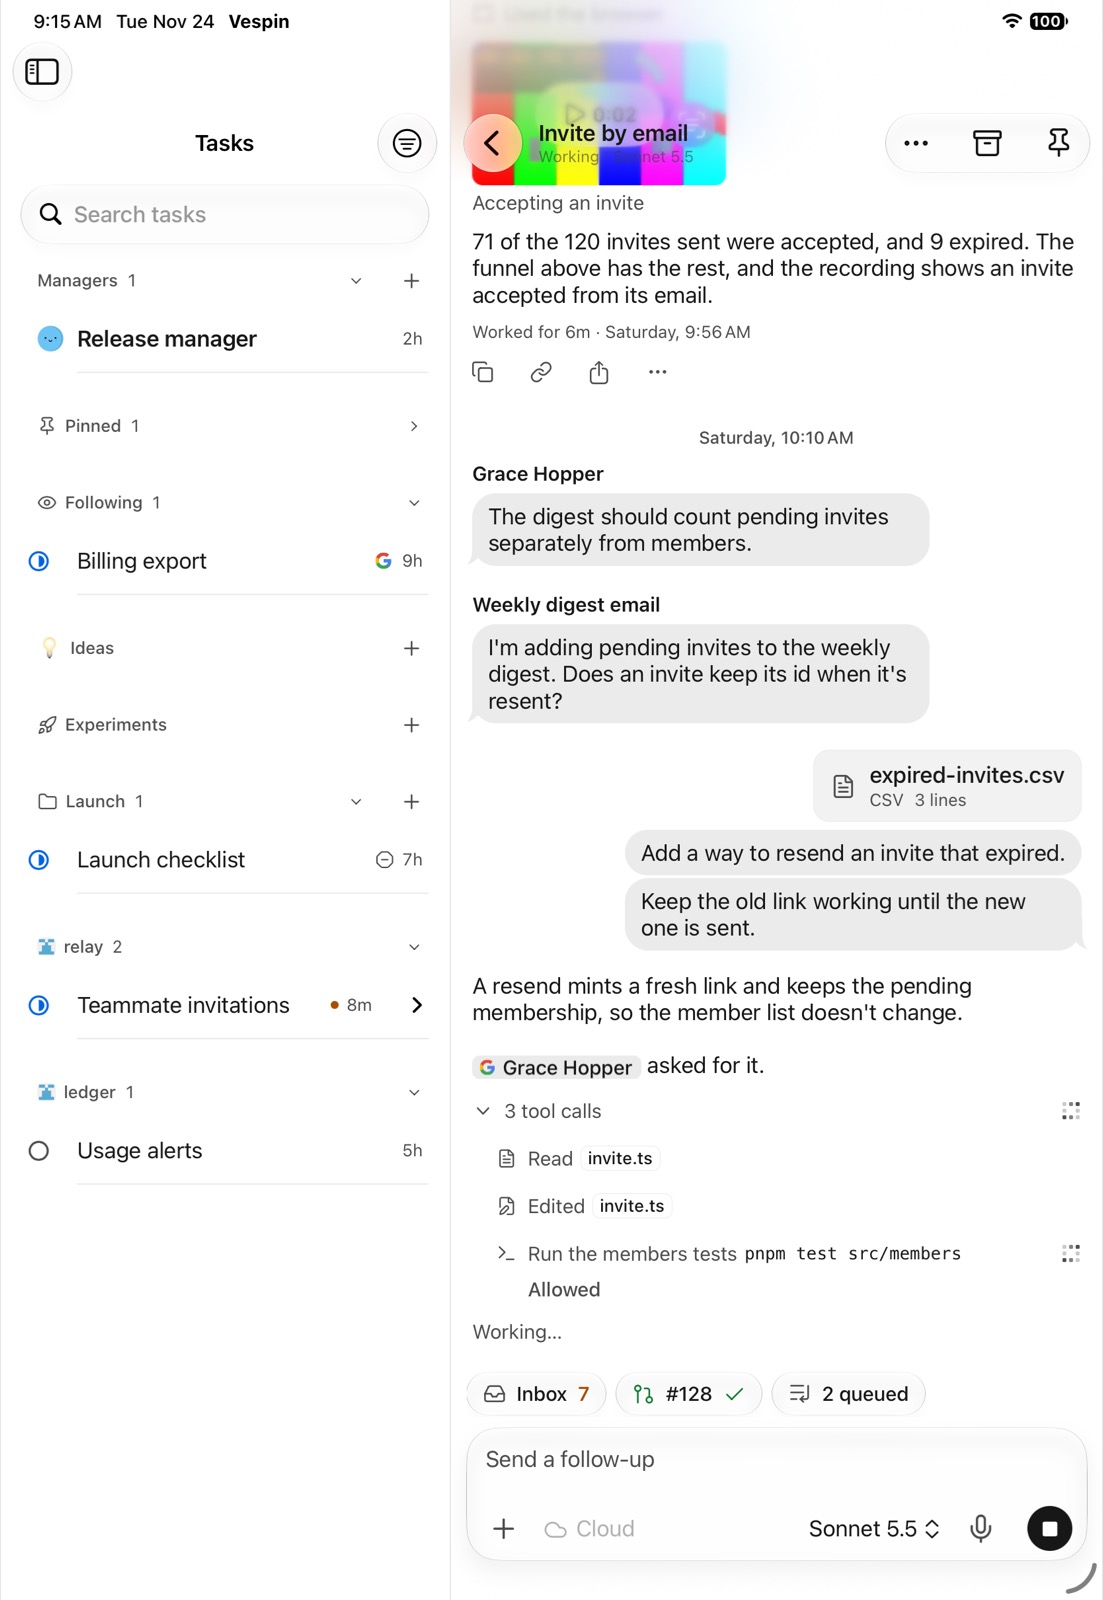 9:15 AM Tue Nov 24 Vespin
100
Tasks
Search tasks
Managers 1
Release manager 2h
Pinned 1
Following 1
Billing export 9h
Ideas
Experiments
Launch 1
Launch checklist 7h
relay 2
Teammate invitations 8m
ledger 1
Usage alerts 5h
Used the browser
0:02
Invite by email
Working Sonnet 5.5
Accepting an invite
71 of the 120 invites sent were accepted, and 9 expired. The
funnel above has the rest, and the recording shows an invite
accepted from its email.
Worked for 6m · Saturday, 9:56 AM
Saturday, 10:10 AM
Grace Hopper
The digest should count pending invites
separately from members.
Weekly digest email
I'm adding pending invites to the weekly
digest. Does an invite keep its id when it's
resent?
expired-invites.csv
CSV 3 lines
Add a way to resend an invite that expired.
Keep the old link working until the new
one is sent.
A resend mints a fresh link and keeps the pending
membership, so the member list doesn't change.
Grace Hopper asked for it.
3 tool calls
Read invite.ts
Edited invite.ts
Run the members tests pnpm test src/members
Allowed
Working...
Inbox 7
#128
2 queued
Send a follow-up
Cloud
Sonnet 5.5